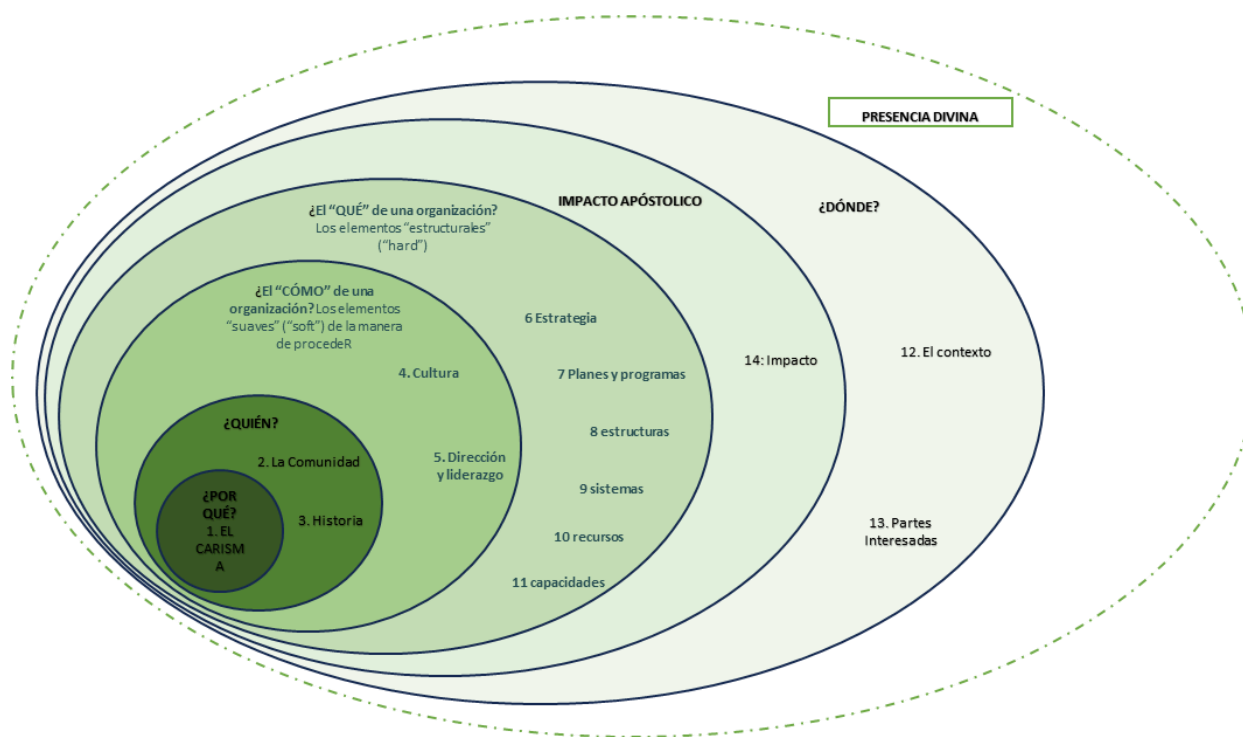 PRESENCIA DIVINA
IMPACTO APÓSTOLICO
¿DÓNDE?
¿El “QUÉ” de una organización?
Los elementos “estructurales”
(“hard”)
¿El “CÓMO” de una
organización?Los elementos
“suaves” (“soft”) de la manera
de procedeR
6 Estrategia
14: Impacto
12. El contexto
4. Cultura
7 Planes y programas
¿QUIÉN?
8 estructuras
2. La Comunidad
5. Dirección
y liderazgo
9 sistemas
¿POR
QUÉ?
1. EL
CARISM
A
3. Historia
13. Partes
Interesadas
10 recursos
11 capacidades